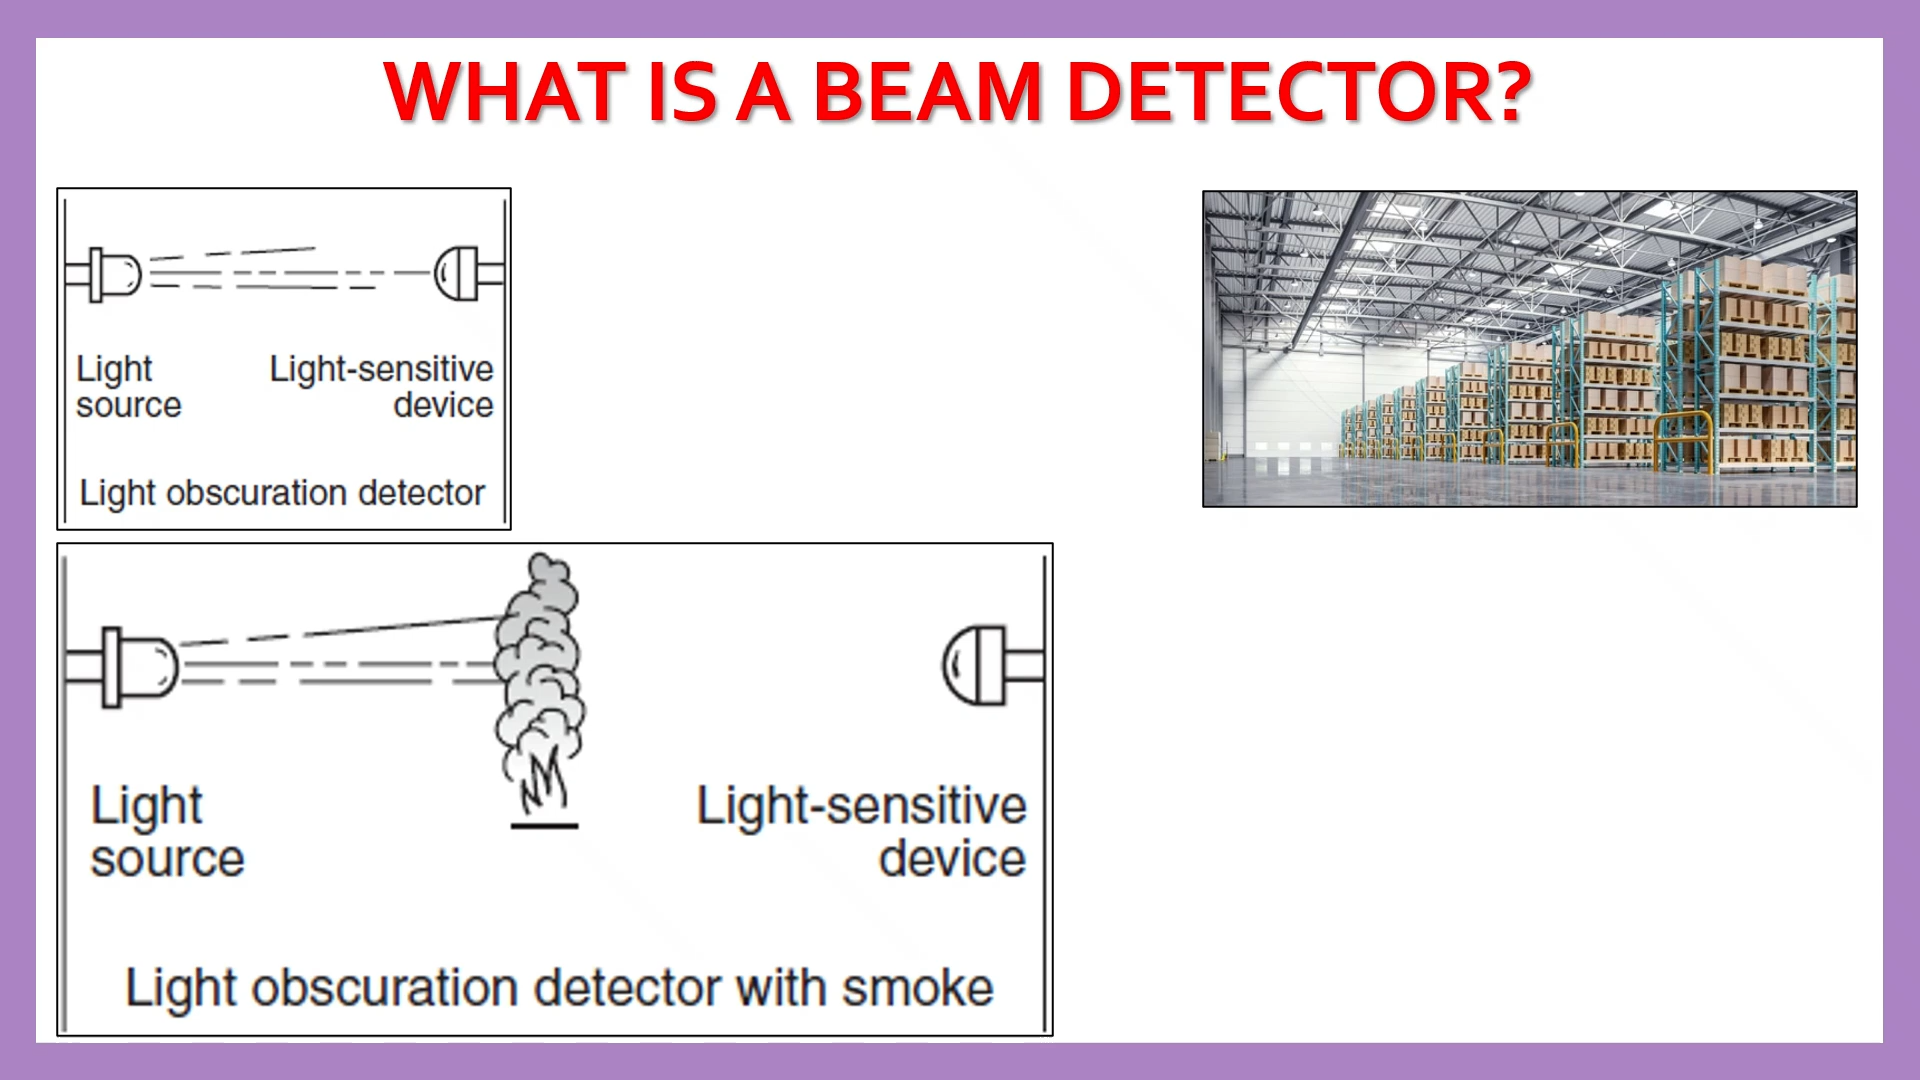 WHAT IS A BEAM DETECTOR?
Light
source
Light-sensitive
device
Light obscuration detector
Light
source
Light-sensitive
device
Light obscuration detector with smoke